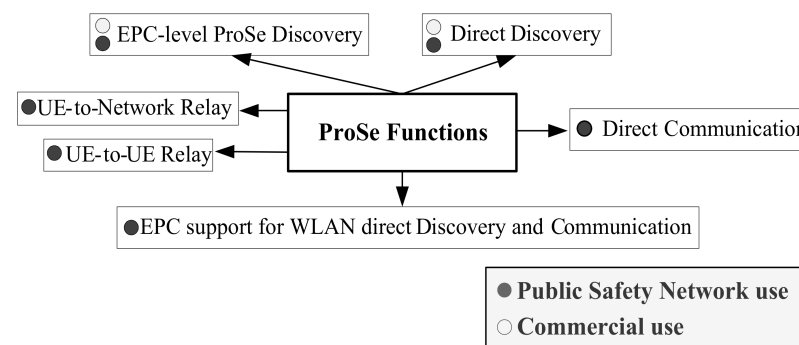 EPC-level ProSe Discovery
Direct Discovery
UE-to-Network Relay
ProSe Functions
Direct Communication
UE-to-UE Relay
EPC support for WLAN direct Discovery and Communication
Public Safety Network use
Commercial use